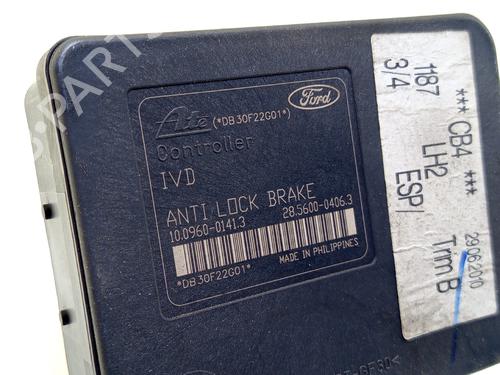 Ate
(*DB30F22G01*)
Ford
Controller
IVD
ANTI LOCK BRAKE
10.0960-0141.3
28.5600-0406.3
MADE IN PHILIPPINES
*DB30F22G01*
*** CB4 ***
187 LH2
3/4 ESP/
29.06.2010
Trim B